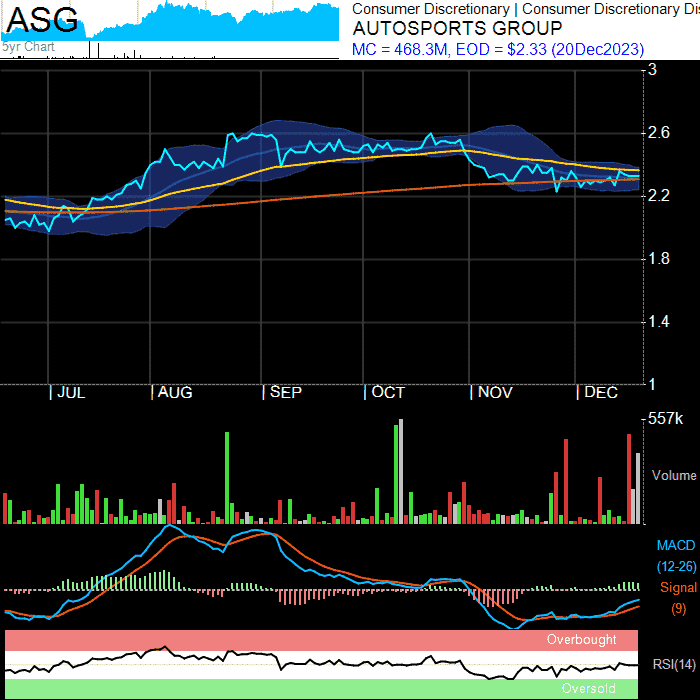 ASG
5yr Chart
Consumer Discretionary | Consumer Discretionary Dis
AUTOSPORTS GROUP
MC = 468.3M, EOD = $2.33 (20Dec2023)
3
2.6
2.2
1.8
1.4
1
| JUL | AUG | SEP | OCT | NOV | DEC
557k
Volume
MACD
(12-26)
Signal
(9)
Overbought
RSI(14)
Oversold